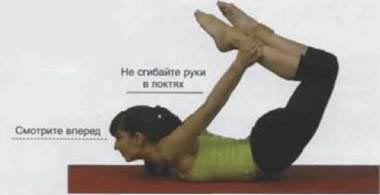 Не сгибайте руки
в локтях
Смотрите вперед